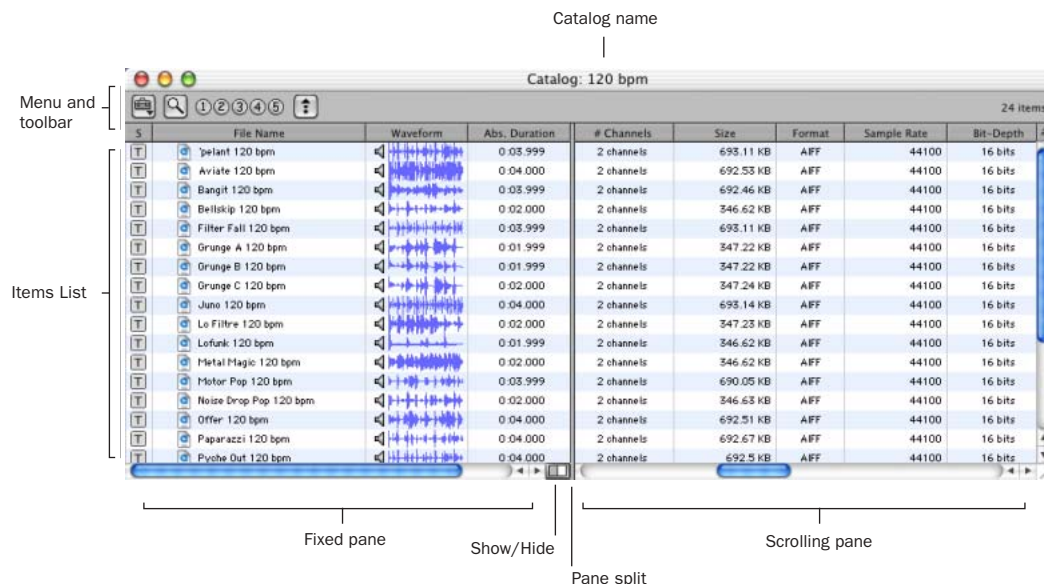 Catalog name
Catalog: 120 bpm
Menu and
toolbar
1 2 3 4 5
24 items
S File Name Waveform Abs. Duration # Channels Size Format Sample Rate Bit-Depth
T 'pelant 120 bpm 0:03.999 2 channels 693.11 KB AIFF 44100 16 bits
T Aviate 120 bpm 0:04.000 2 channels 692.53 KB AIFF 44100 16 bits
T Bangit 120 bpm 0:03.999 2 channels 692.46 KB AIFF 44100 16 bits
T Bellskip 120 bpm 0:02.000 2 channels 346.62 KB AIFF 44100 16 bits
T Filter Fall 120 bpm 0:03.999 2 channels 693.11 KB AIFF 44100 16 bits
T Grunge A 120 bpm 0:01.999 2 channels 347.22 KB AIFF 44100 16 bits
T Grunge B 120 bpm 0:01.999 2 channels 347.22 KB AIFF 44100 16 bits
Items List
T Grunge C 120 bpm 0:02.000 2 channels 347.24 KB AIFF 44100 16 bits
T Juno 120 bpm 0:04.000 2 channels 693.14 KB AIFF 44100 16 bits
T Lo Filtre 120 bpm 0:02.000 2 channels 347.23 KB AIFF 44100 16 bits
T Lofunk 120 bpm 0:01.999 2 channels 346.62 KB AIFF 44100 16 bits
T Metal Magic 120 bpm 0:02.000 2 channels 346.62 KB AIFF 44100 16 bits
T Motor Pop 120 bpm 0:03.999 2 channels 690.05 KB AIFF 44100 16 bits
T Noise Drop Pop 120 bpm 0:02.000 2 channels 346.63 KB AIFF 44100 16 bits
T Offer 120 bpm 0:04.000 2 channels 692.51 KB AIFF 44100 16 bits
T Paparazzi 120 bpm 0:04.000 2 channels 692.67 KB AIFF 44100 16 bits
T Pyche Out 120 bpm 0:04.000 2 channels 692.5 KB AIFF 44100 16 bits
Fixed pane
Show/Hide
Scrolling pane
Pane split